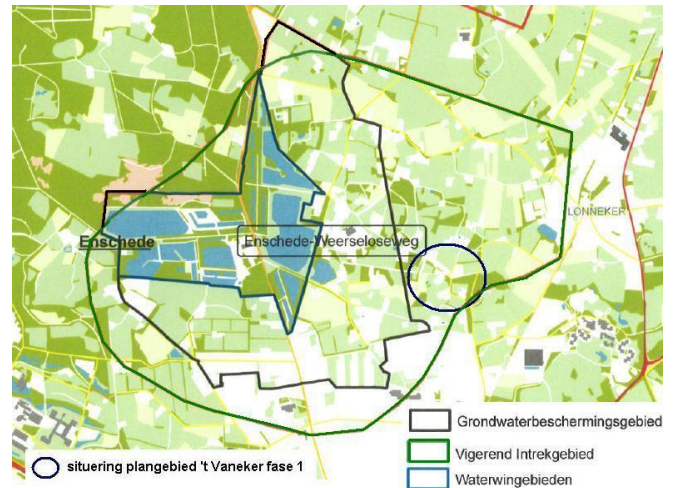 LONNEKER
Enschede
Enschede-Weerseloseweg
Grondwaterbeschermingsgebied
Vigerend Intrekgebied
situering plangebied 't Vaneker fase 1
Waterwingebieden